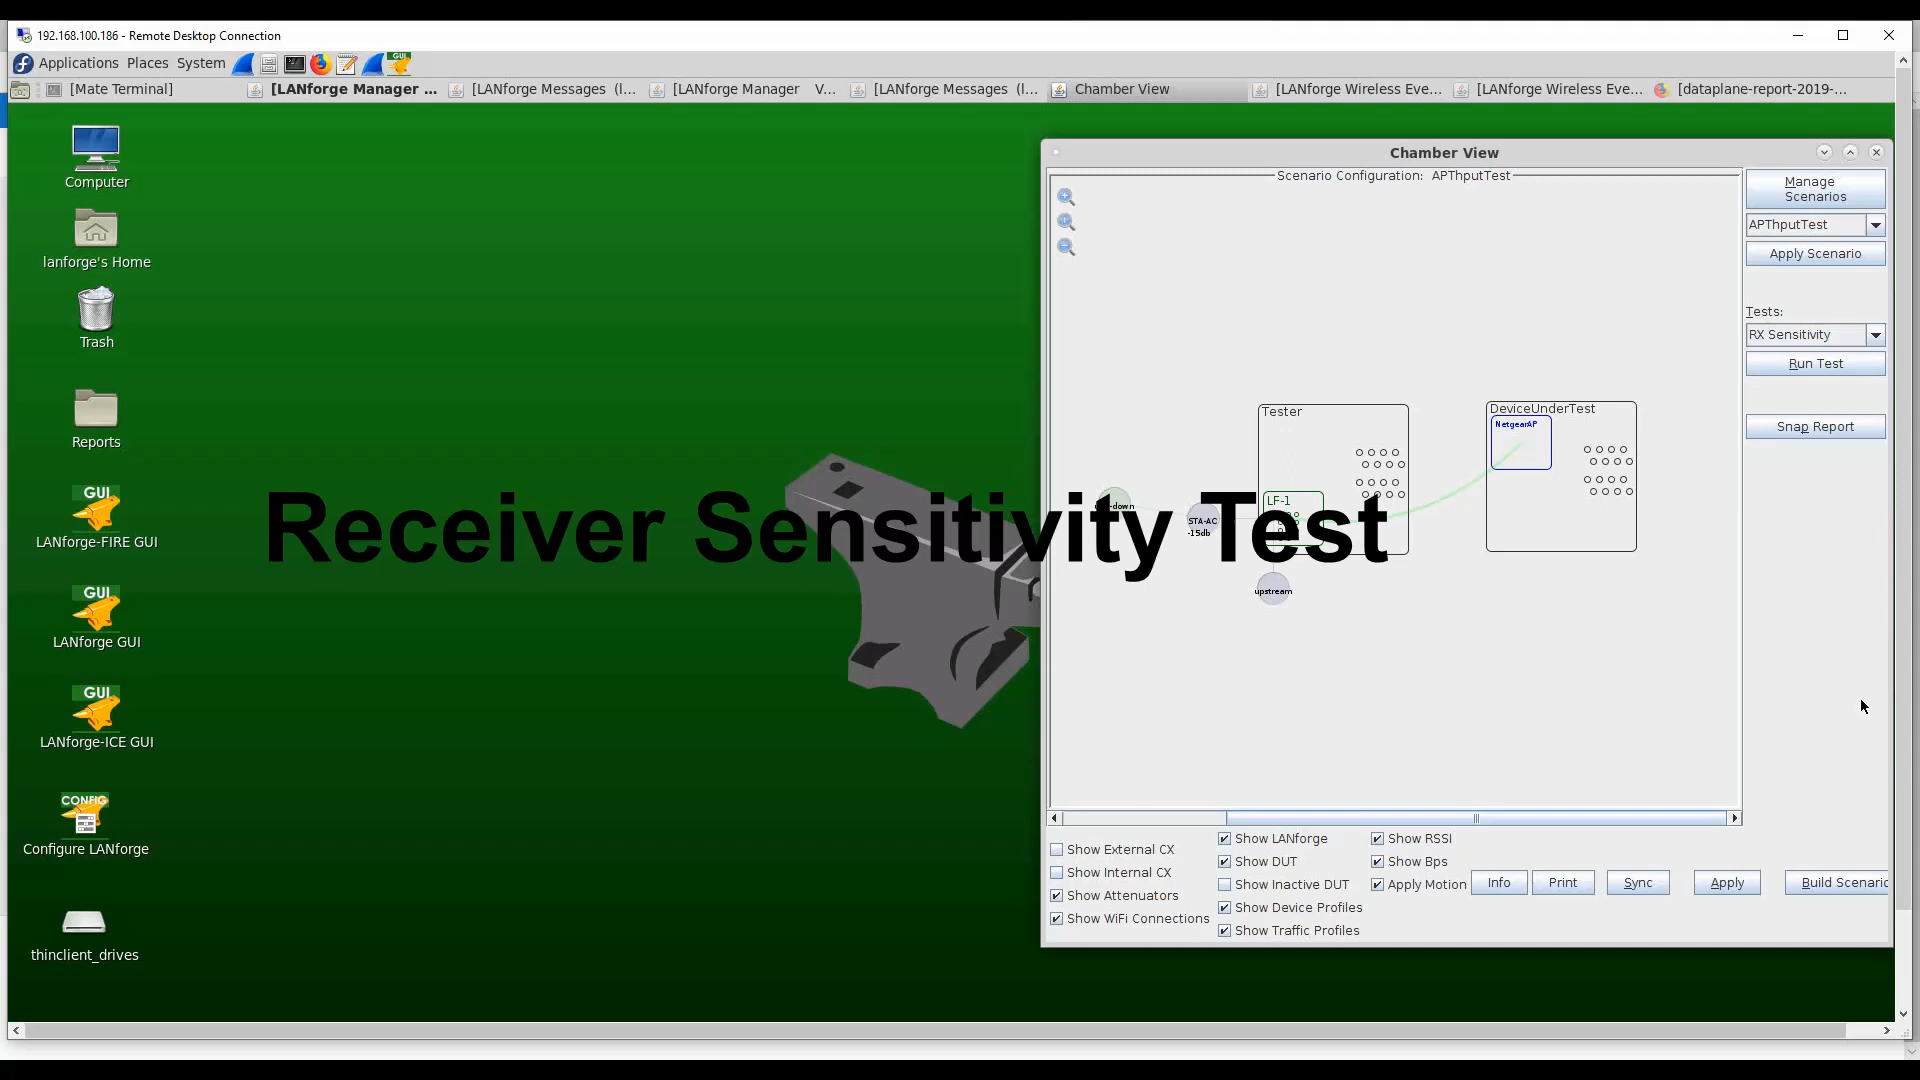 192.168.100.186 - Remote Desktop Connection
Applications Places System
[Mate Terminal]
[LANforge Manager ...
[LANforge Messages (l...
[LANforge Manager V...
[LANforge Messages (l...
Chamber View
[LANforge Wireless Eve...
[LANforge Wireless Eve...
[dataplane-report-2019-...
Computer
lanforge's Home
Trash
Reports
GUI
LANforge-FIRE GUI
GUI
LANforge GUI
GUI
LANforge-ICE GUI
CONFIG
Configure LANforge
thinclient_drives
Receiver Sensitivity Test
Chamber View
Scenario Configuration: APThputTest
Tester
LF-1
DeviceUnderTest
NetgearAP
STA-AC
-15db
upstream
Manage
Scenarios
APThputTest
Apply Scenario
Tests:
RX Sensitivity
Run Test
Snap Report
Show External CX
Show Internal CX
Show Attenuators
Show WiFi Connections
Show LANforge
Show DUT
Show Inactive DUT
Show Device Profiles
Show Traffic Profiles
Show RSSI
Show Bps
Apply Motion
Info
Print
Sync
Apply
Build Scenario